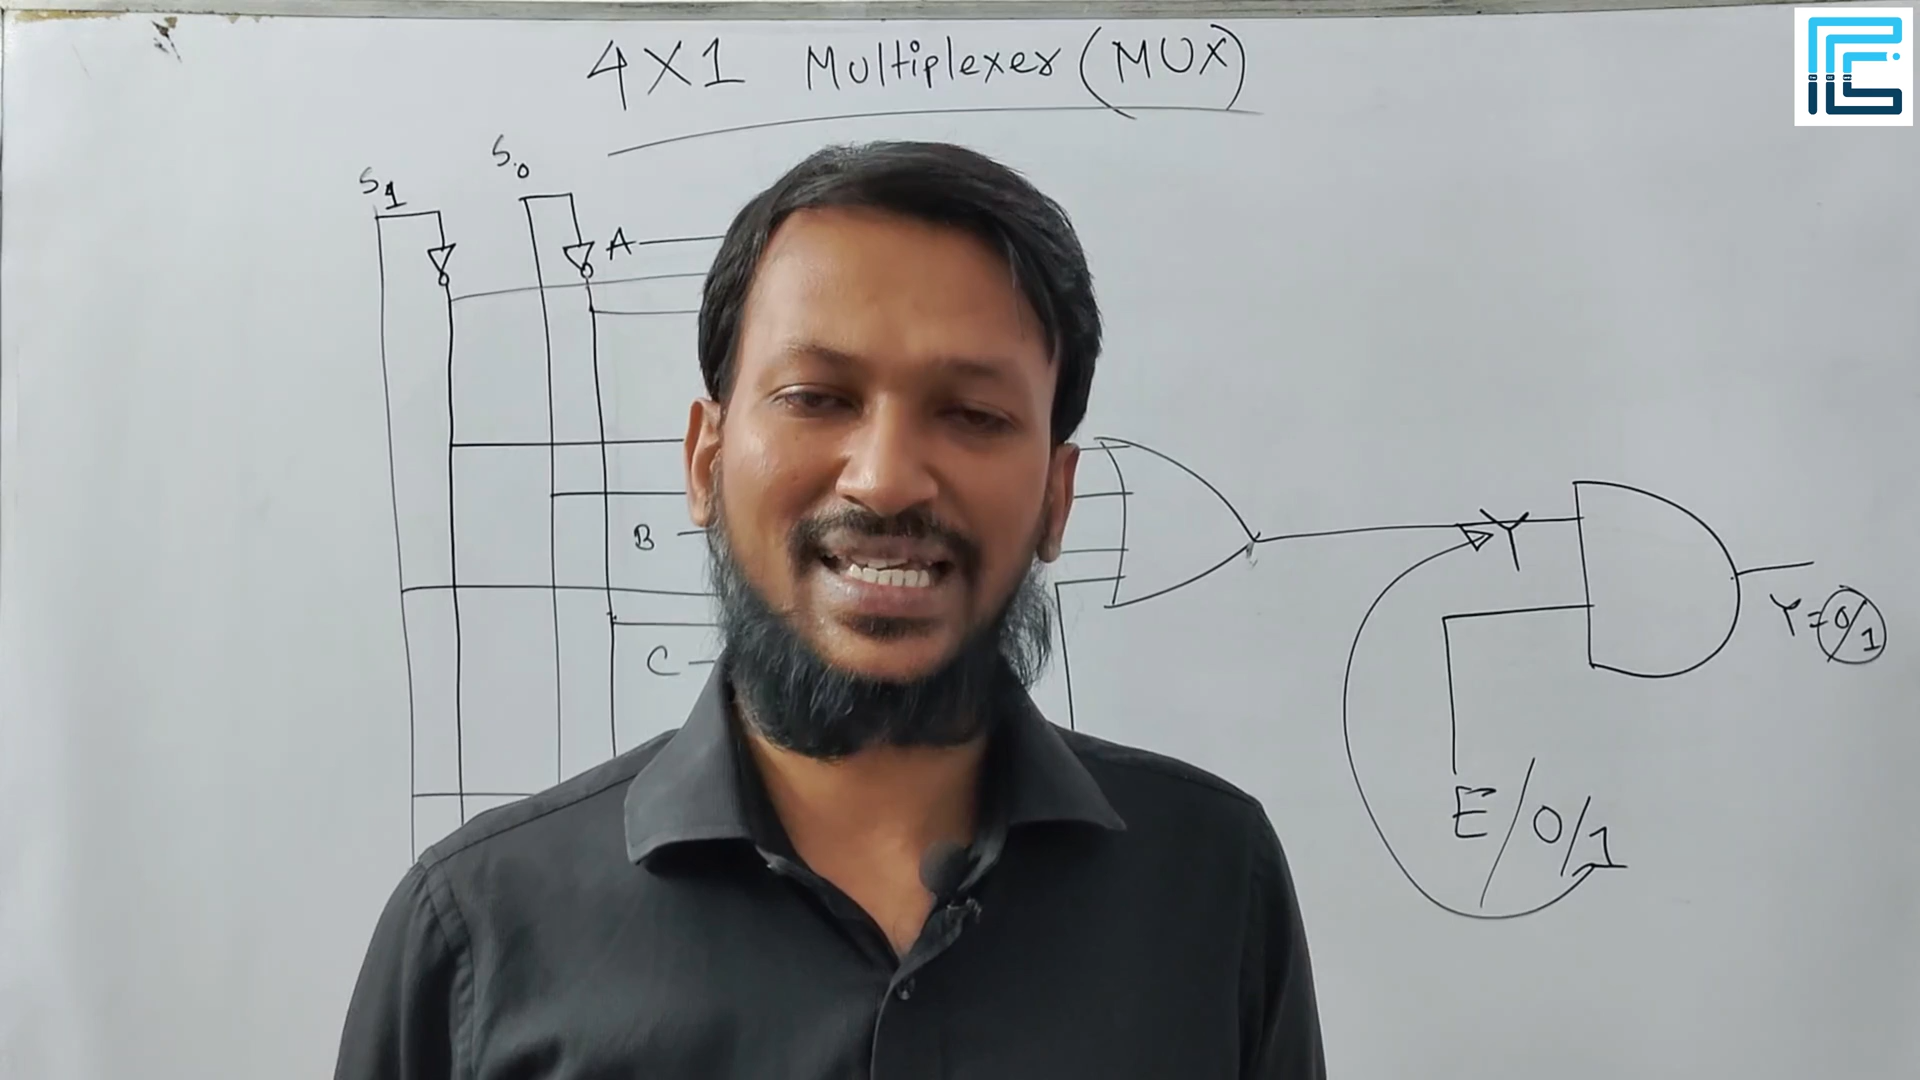 4X1 Multiplexer (MUX)
S1
S0
A
B
C
Y
Y = 0/1
E/0/1